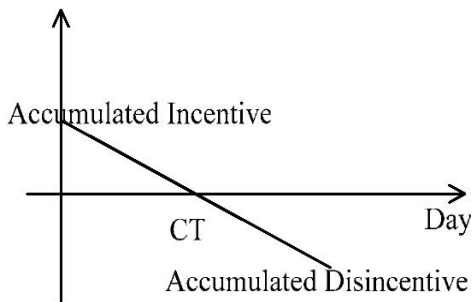 Accumulated Incentive
Day
CT
Accumulated Disincentive